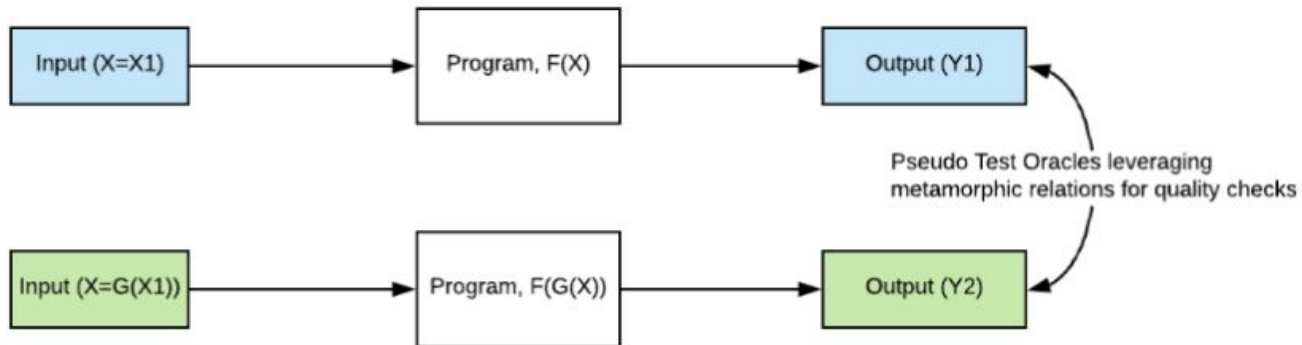 Input (X=X1)
Program, F(X)
Output (Y1)
Pseudo Test Oracles leveraging
metamorphic relations for quality checks
Input (X=G(X1))
Program, F(G(X))
Output (Y2)